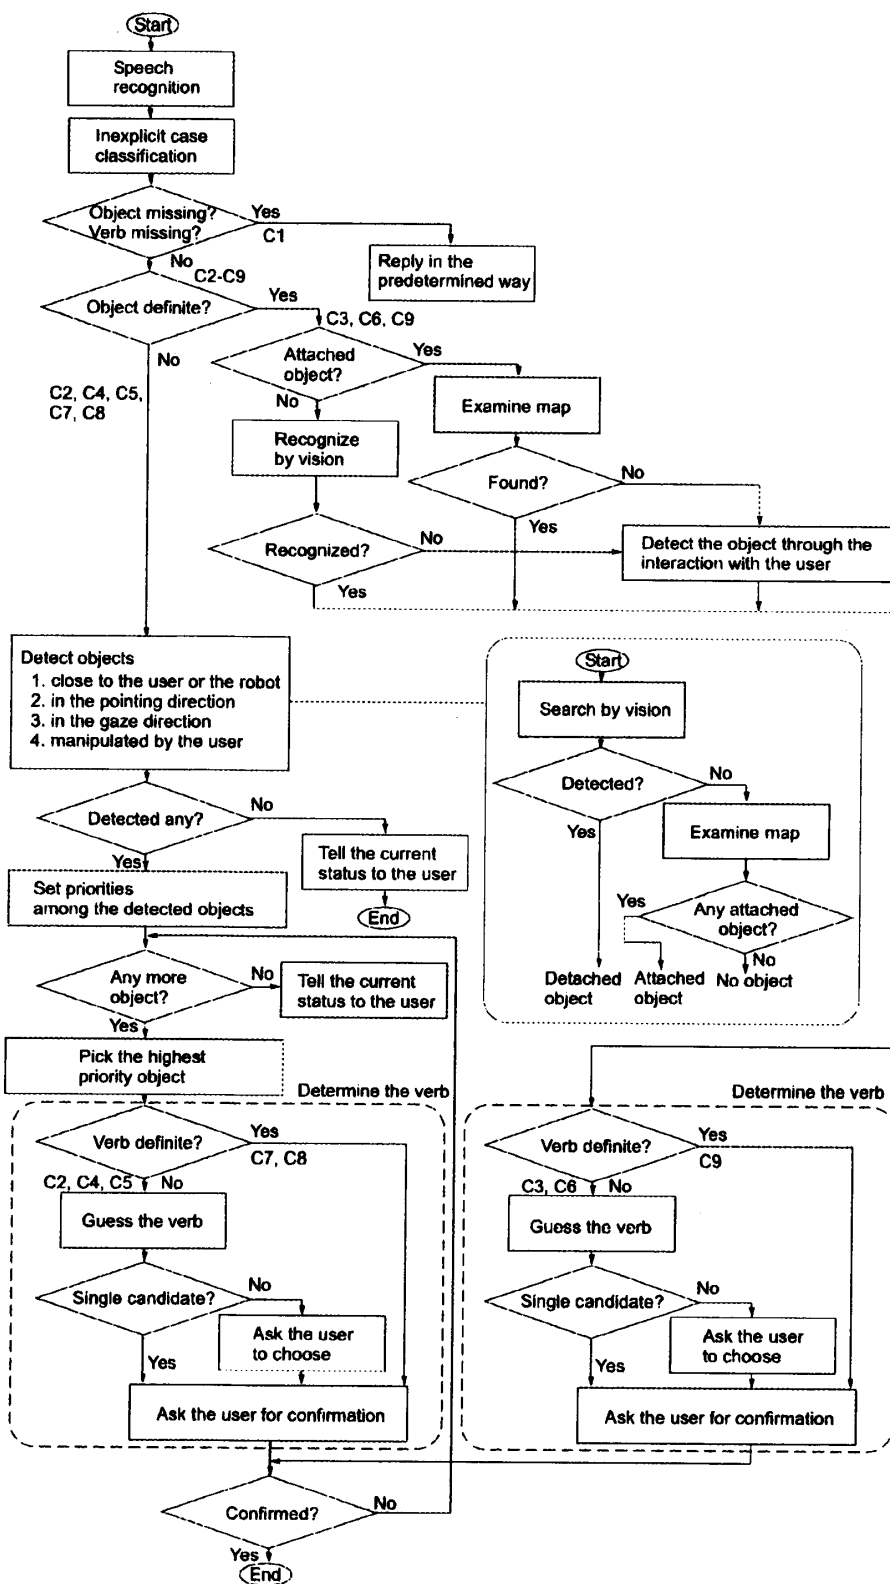 Start
Speech
recognition
Inexplicit case
classification
Object missing?
Verb missing?
Yes
C1
Reply in the
predetermined way
No
C2-C9
Object definite?
Yes
C3, C6, C9
No
C2, C4, C5,
C7, C8
Attached
object?
Yes
No
Examine map
Recognize
by vision
Found?
No
Yes
Recognized?
No
Yes
Detect the object through the
interaction with the user
Detect objects
1. close to the user or the robot
2. in the pointing direction
3. in the gaze direction
4. manipulated by the user
Start
Search by vision
Detected?
No
Yes
Examine map
Any attached
object?
Yes
No
Detached
object
Attached
object
No object
Detected any?
No
Yes
Tell the current
status to the user
End
Set priorities
among the detected objects
Any more
object?
No
Tell the current
status to the user
Yes
Pick the highest
priority object
Determine the verb
Verb definite?
Yes
C7, C8
C2, C4, C5
No
Guess the verb
Single candidate?
No
Ask the user
to choose
Yes
Ask the user for confirmation
Determine the verb
Verb definite?
Yes
C9
C3, C6
No
Guess the verb
Single candidate?
No
Ask the user
to choose
Yes
Ask the user for confirmation
Confirmed?
No
Yes
End